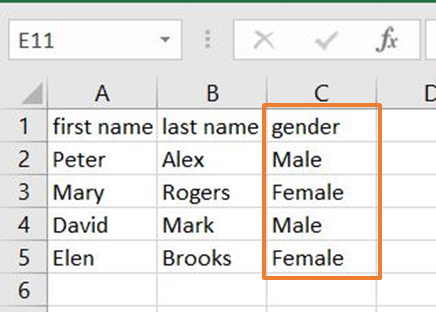 E11 fx
A B C D
1 first name last name gender
2 Peter Alex Male
3 Mary Rogers Female
4 David Mark Male
5 Elen Brooks Female
6